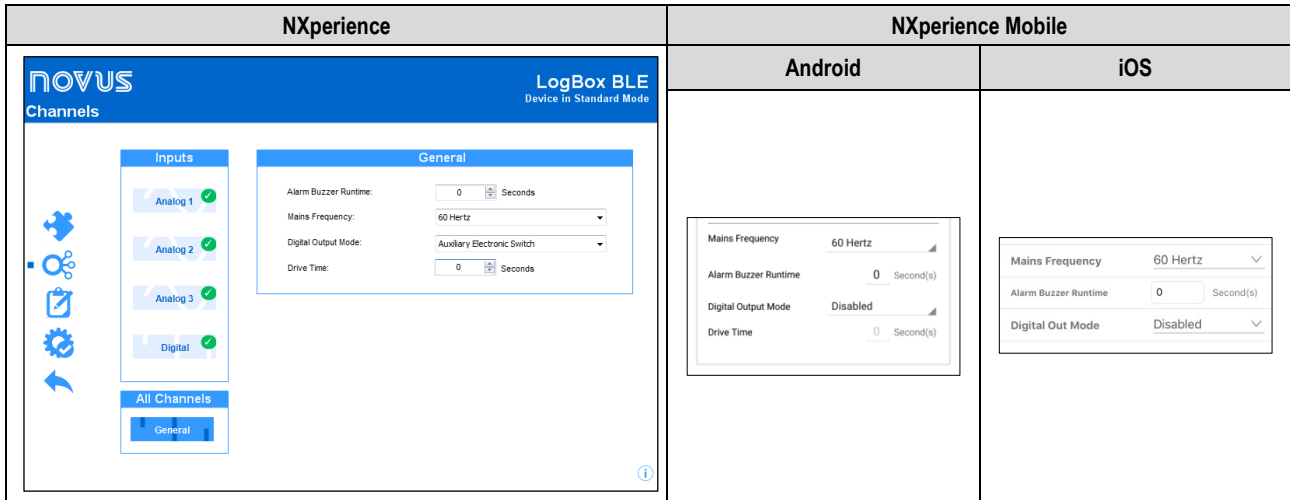 NXperience
NXperience Mobile
Android
iOS
NOVUS
LogBox BLE
Device in Standard Mode
Channels
Inputs
Analog 1
Analog 2
Analog 3
Digital
All Channels
General
General
Alarm Buzzer Runtime: 0 Seconds
Mains Frequency: 60 Hertz
Digital Output Mode: Auxiliary Electronic Switch
Drive Time: 0 Seconds
i
Mains Frequency 60 Hertz
Alarm Buzzer Runtime 0 Second(s)
Digital Output Mode Disabled
Drive Time 0 Second(s)
Mains Frequency 60 Hertz
Alarm Buzzer Runtime 0 Second(s)
Digital Out Mode Disabled